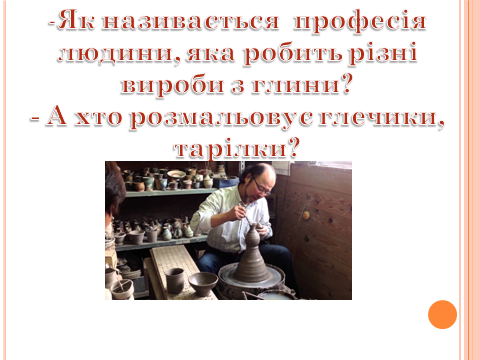 -Як називається професія
людини, яка робить різні
вироби з глини?
- А хто розмальовує глечики,
тарілки?